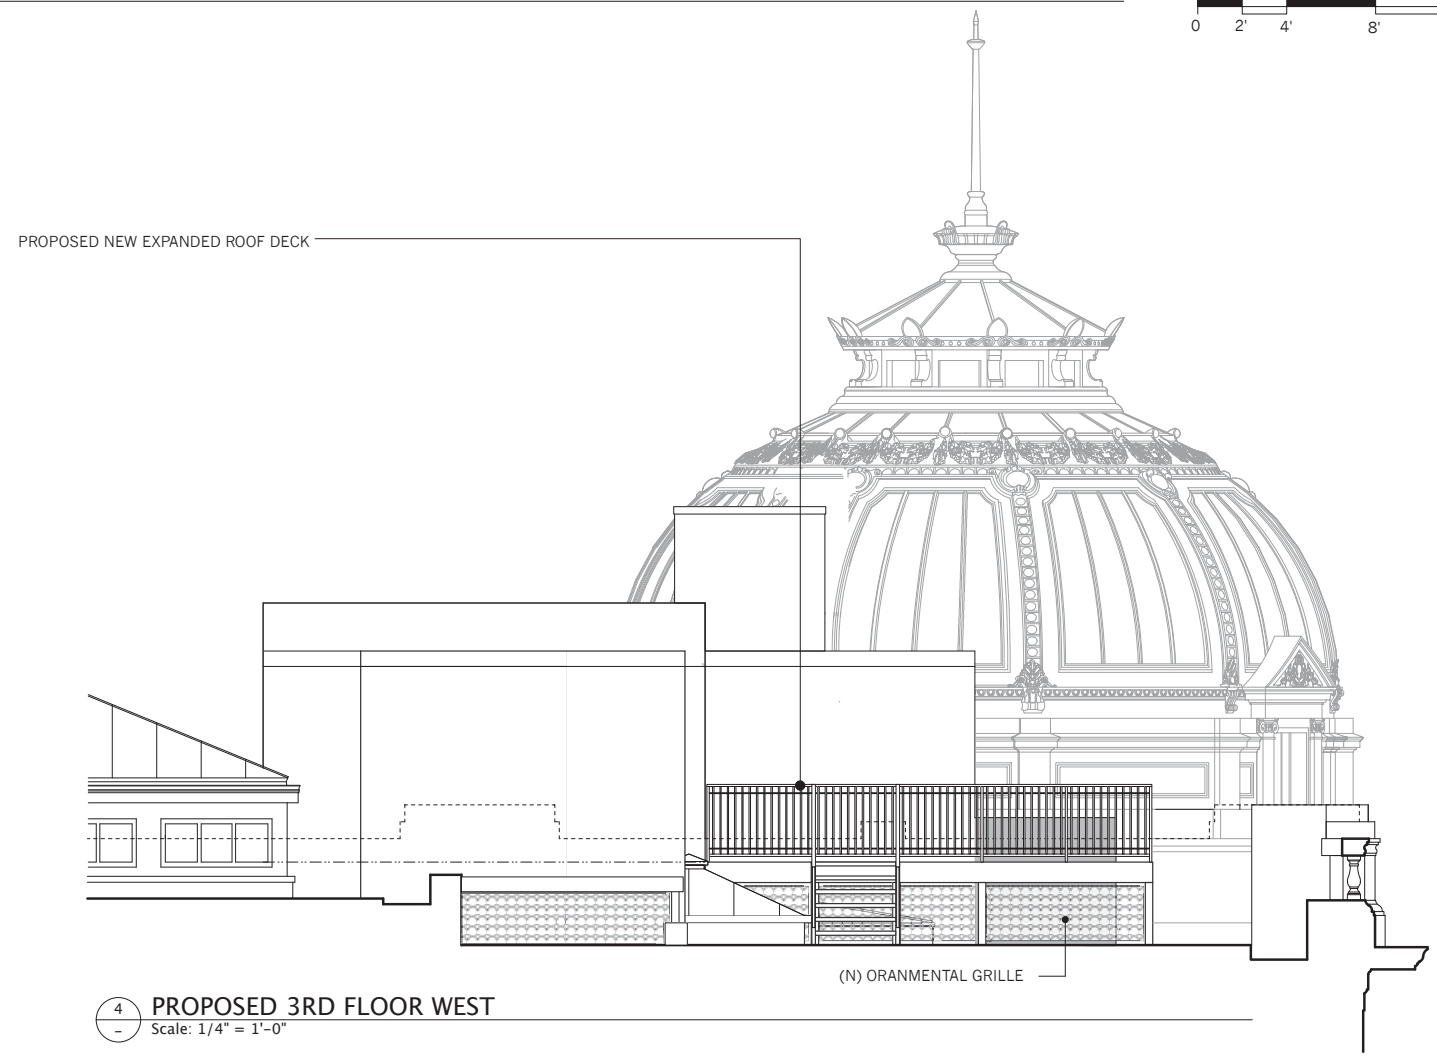 0 2' 4' 8'
PROPOSED NEW EXPANDED ROOF DECK
(N) ORANMENTAL GRILLE
4
-
PROPOSED 3RD FLOOR WEST
Scale: 1/4" = 1'-0"